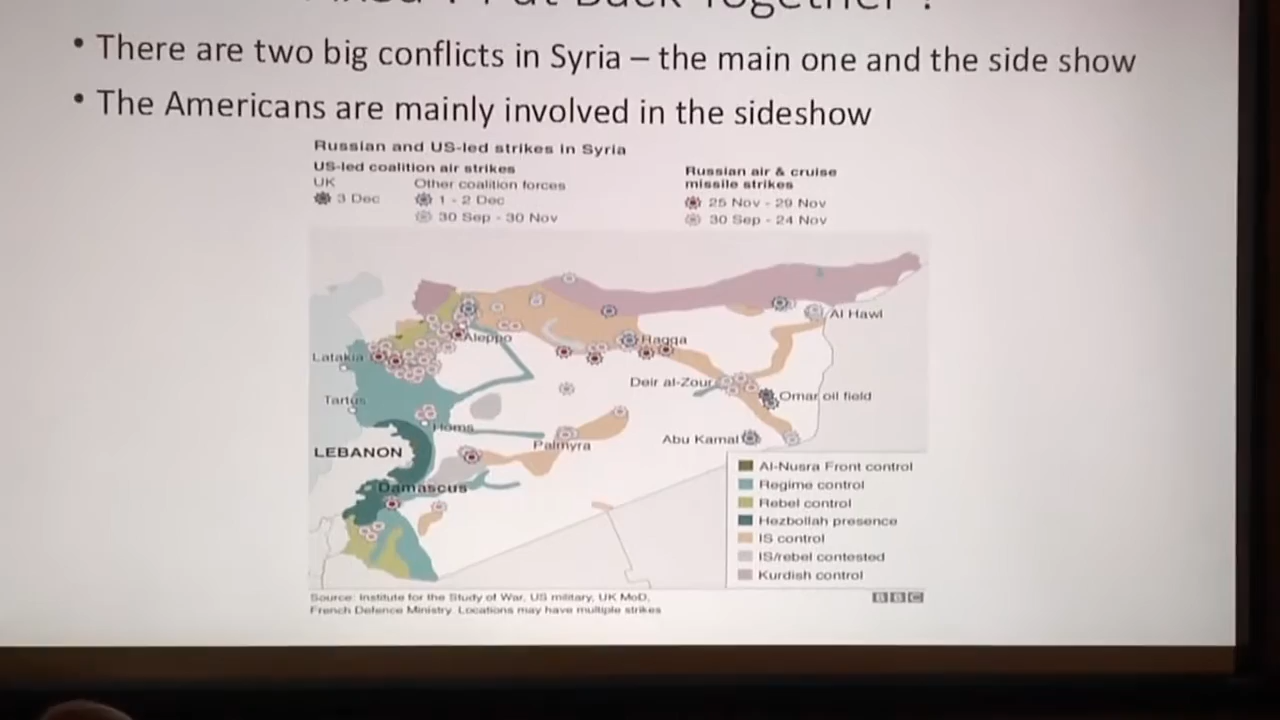 Put Back Together ?
• There are two big conflicts in Syria – the main one and the side show
• The Americans are mainly involved in the sideshow
Russian and US-led strikes in Syria
US-led coalition air strikes
UK
3 Dec
Other coalition forces
1 - 2 Dec
30 Sep - 30 Nov
Russian air & cruise
missile strikes
25 Nov - 29 Nov
30 Sep - 24 Nov
Al Hawl
Aleppo
Raqqa
Latakia
Deir al-Zour
Omar oil field
Tartus
Homs
Abu Kamal
Palmyra
LEBANON
Damascus
Al-Nusra Front control
Regime control
Rebel control
Hezbollah presence
IS control
IS/rebel contested
Kurdish control
Source: Institute for the Study of War, US military, UK MoD,
French Defence Ministry. Locations may have multiple strikes
BBC